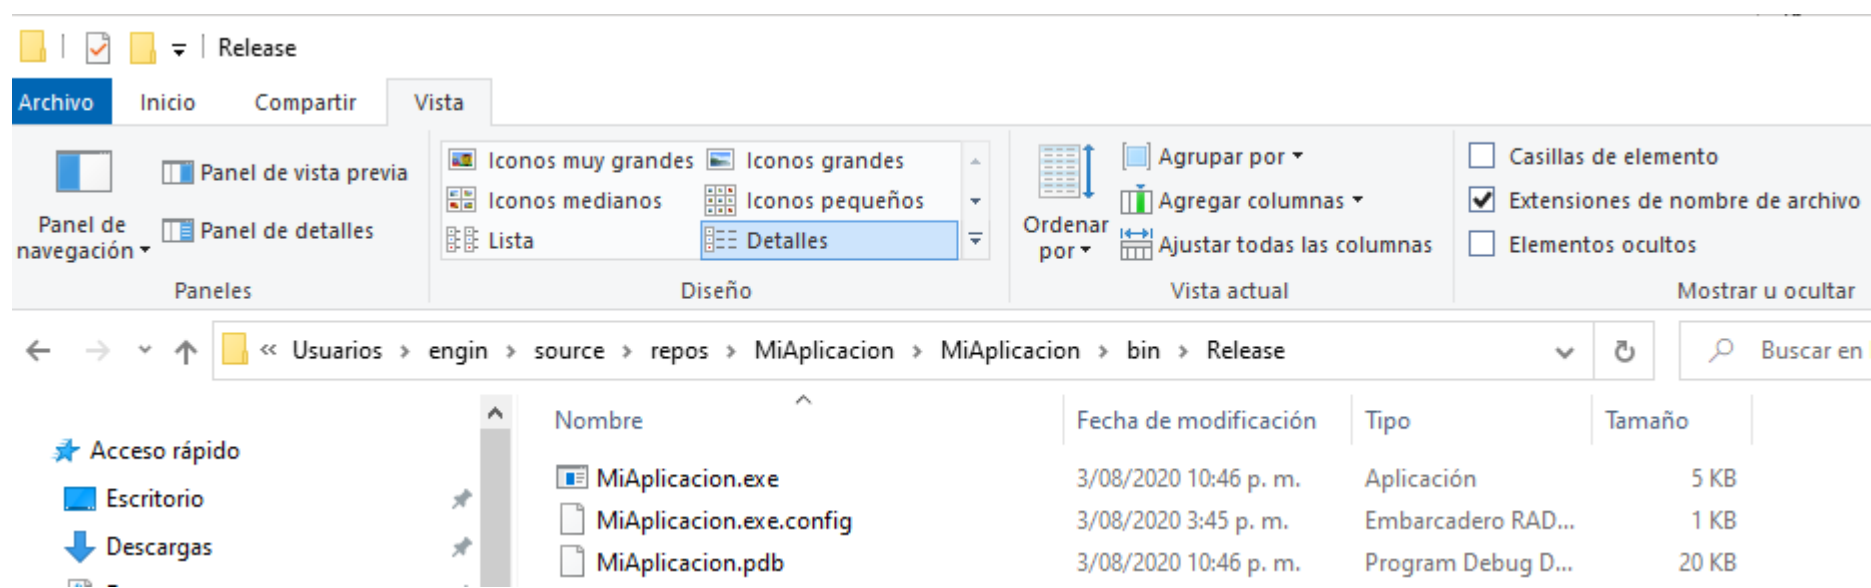 Release
Archivo Inicio Compartir Vista
Panel de navegación
Panel de vista previa
Panel de detalles
Paneles
Iconos muy grandes Iconos grandes
Iconos medianos Iconos pequeños
Lista Detalles
Diseño
Ordenar por
Agrupar por
Agregar columnas
Ajustar todas las columnas
Vista actual
Casillas de elemento
Extensiones de nombre de archivo
Elementos ocultos
Mostrar u ocultar
« Usuarios > engin > source > repos > MiAplicacion > MiAplicacion > bin > Release
Buscar en
Acceso rápido
Escritorio
Descargas
Nombre Fecha de modificación Tipo Tamaño
MiAplicacion.exe 3/08/2020 10:46 p. m. Aplicación 5 KB
MiAplicacion.exe.config 3/08/2020 3:45 p. m. Embarcadero RAD... 1 KB
MiAplicacion.pdb 3/08/2020 10:46 p. m. Program Debug D... 20 KB